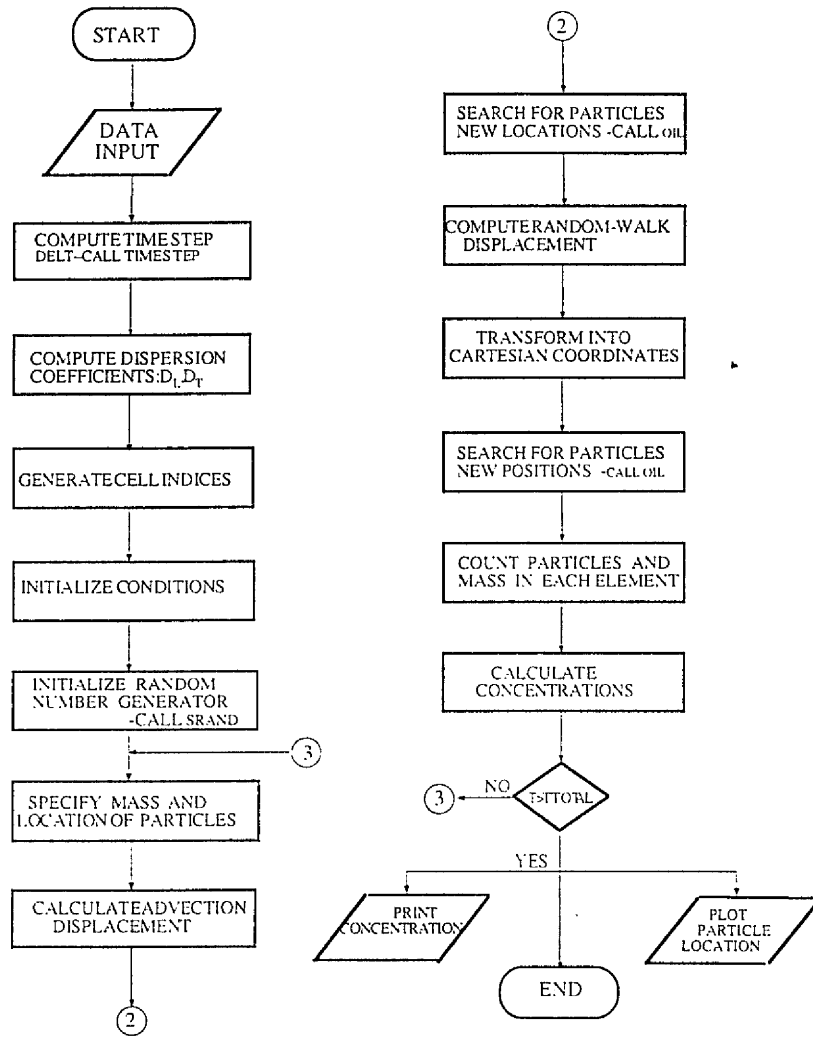 START
DATA
INPUT
COMPUTE TIME STEP
DELT-CALL TIMESTEP
COMPUTE DISPERSION
COEFFICIENTS:DL,DT
GENERATE CELL INDICES
INITIALIZE CONDITIONS
INITIALIZE RANDOM
NUMBER GENERATOR
-CALL SRAND
3
SPECIFY MASS AND
LOCATION OF PARTICLES
CALCULATE ADVECTION
DISPLACEMENT
2
2
SEARCH FOR PARTICLES
NEW LOCATIONS -CALL OIL
COMPUTE RANDOM-WALK
DISPLACEMENT
TRANSFORM INTO
CARTESIAN COORDINATES
SEARCH FOR PARTICLES
NEW POSITIONS -CALL OIL
COUNT PARTICLES AND
MASS IN EACH ELEMENT
CALCULATE
CONCENTRATIONS
3
NO
T>TTOTAL
YES
PRINT
CONCENTRATION
PLOT
PARTICLE
LOCATION
END